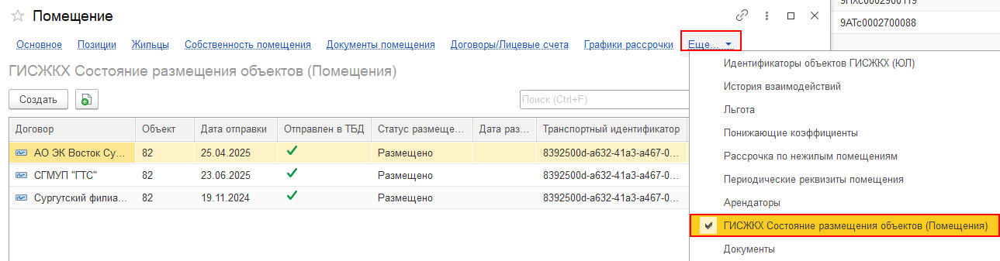 9ПХс0002900119
Помещение
9АТс0002700088
Основное Позиции Жильцы Собственность помещения Документы помещения Договоры/Лицевые счета Графики рассрочки Еще...
ГИСЖКХ Состояние размещения объектов (Помещения)
Идентификаторы объектов ГИСЖКХ (ЮЛ)
История взаимодействий
Создать Поиск (Ctrl+F)
Льгота
Договор Объект Дата отправки Отправлен в ТБД Статус размеще... Дата раз... Транспортный идентификатор
Понижающие коэффициенты
АО ЭК Восток Су... 82 25.04.2025 Размещено 8392500d-a632-41a3-a467-0...
Рассрочка по нежилым помещениям
СГМУП "ГТС" 82 23.06.2025 Размещено 8392500d-a632-41a3-a467-0...
Периодические реквизиты помещения
Сургутский филиа... 82 19.11.2024 Размещено 8392500d-a632-41a3-a467-0...
Арендаторы
ГИСЖКХ Состояние размещения объектов (Помещения)
Документы